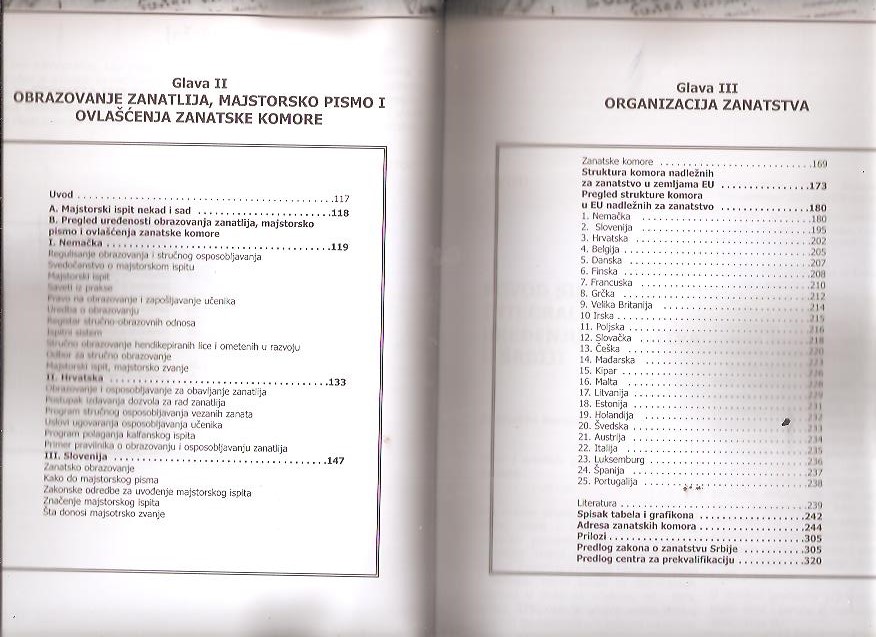 Glava II
OBRAZOVANJE ZANATLIJA, MAJSTORSKO PISMO I
OVLAŠĆENJA ZANATSKE KOMORE
Uvod ..............................................117
A. Majstorski ispit nekad i sad .......................118
B. Pregled uređenosti obrazovanja zanatlija, majstorsko
pismo i ovlašćenja zanatske komore
I. Nemačka ......................................119
Regulisanje obrazovanja i stručnog osposobljavanja
Svedočanstvo o majstorskom ispitu
Majstorski ispit
Saveti iz prakse
Pravo na obrazovanje i zapošljavanje učenika
Uredba o obrazovanju
Registar stručno-obrazovnih odnosa
Ispitni sistem
Stručno obrazovanje hendikepiranih lice i ometenih u razvoju
Odbor za stručno obrazovanje
Majstorski ispit, majstorsko zvanje
II. Hrvatska ......................................133
Obrazovanje i osposobljavanje za obavljanje zanatlija
Postupak izdavanja dozvola za rad zanatlija
Program stručnog osposobljavanja vezanih zanata
Uslovi ugovaranja osposobljavanja učenika
Program polaganja kalfanskog ispita
Primer pravilnika o obrazovanju i osposobljavanju zanatlija
III. Slovenija ......................................147
Zanatsko obrazovanje
Kako do majstorskog pisma
Zakonske odredbe za uvođenje majstorskog ispita
Značenje majstorskog ispita
Šta donosi majsotrsko zvanje
Glava III
ORGANIZACIJA ZANATSTVA
Zanatske komore ..........................169
Struktura komora nadležnih
za zanatstvo u zemljama EU ................173
Pregled strukture komora
u EU nadležnih za zanatstvo ................180
1. Nemačka ..............................180
2. Slovenija ..............................195
3. Hrvatska ..............................202
4. Belgija ..............................205
5. Danska ..............................207
6. Finska ..............................208
7. Francuska ..............................210
8. Grčka ..............................212
9. Velika Britanija ..............................214
10 Irska ..............................215
11. Poljska ..............................216
12. Slovačka ..............................218
13. Češka ..............................220
14. Mađarska ..............................
15. Kipar ..............................
16. Malta ..............................
17. Litvanija ..............................
18. Estonija ..............................
19. Holandija ..............................
20. Švedska ..............................
21. Austrija ..............................234
22. Italija ..............................235
23. Luksemburg ..............................236
24. Španija ..............................237
25. Portugalija ..............................238
Literatura ..............................239
Spisak tabela i grafikona ....................242
Adresa zanatskih komora ....................244
Prilozi ..............................305
Predlog zakona o zanatstvu Srbije ............305
Predlog centra za prekvalifikaciju ............320